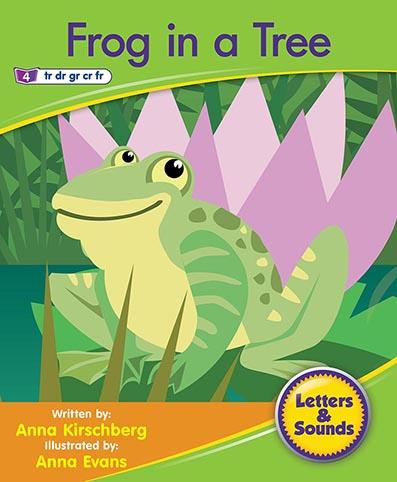 Frog in a Tree
4 tr dr gr cr fr
Written by:
Anna Kirschberg
Illustrated by:
Anna Evans
Letters
&
Sounds